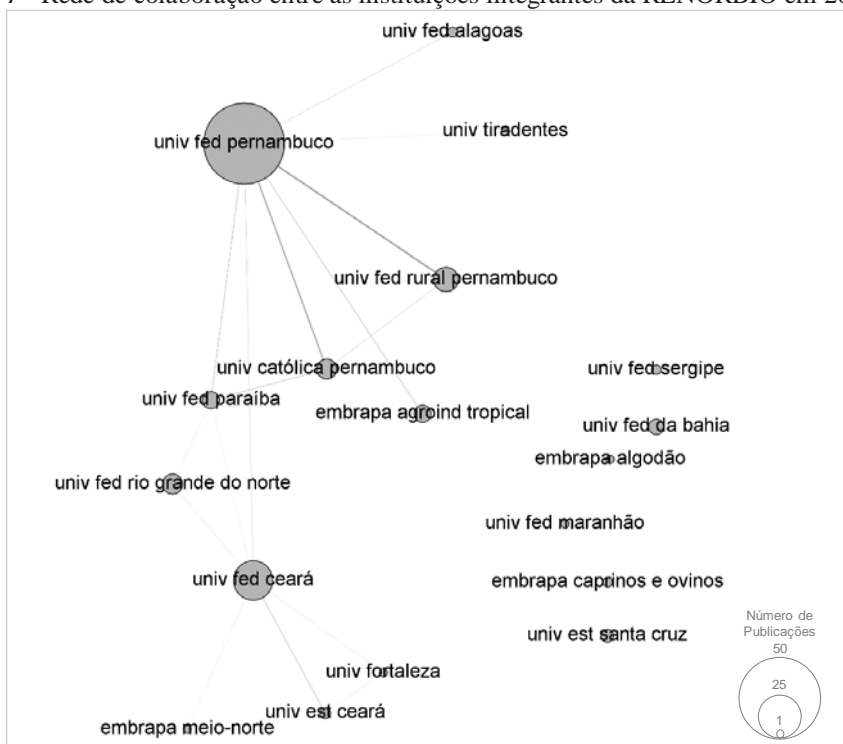 7 – Rede de colaboração entre as instituições integrantes da RENORBIO em 20
univ fed alagoas
univ tiradentes
univ fed pernambuco
univ fed rural pernambuco
univ católica pernambuco
univ fed sergipe
univ fed paraíba
embrapa agroind tropical
univ fed da bahia
embrapa algodão
univ fed rio grande do norte
univ fed maranhão
univ fed ceará
embrapa caprinos e ovinos
univ est santa cruz
Número de
Publicações
50
25
1
univ fortaleza
univ est ceará
embrapa meio-norte